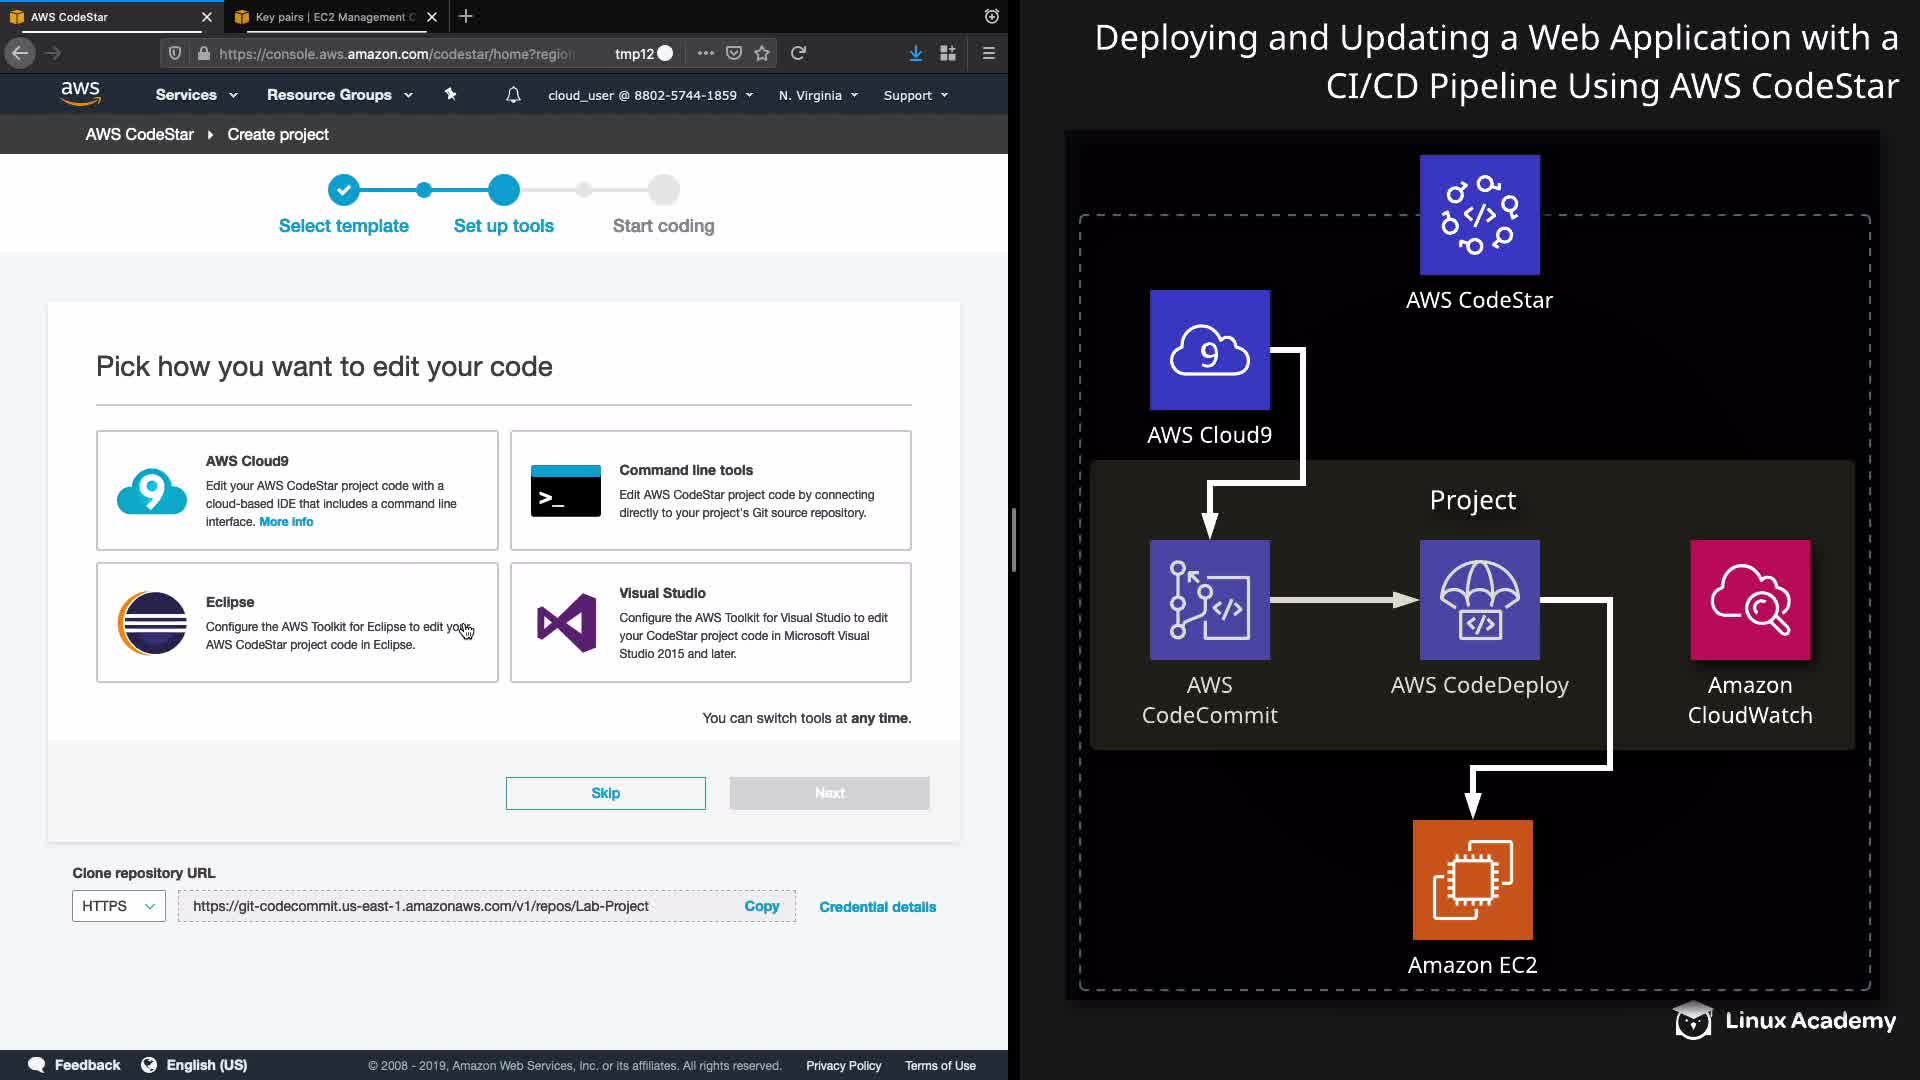 AWS CodeStar
Key pairs | EC2 Management
https://console.aws.amazon.com/codestar/home?regio
tmp12
aws
Services
Resource Groups
cloud_user @ 8802-5744-1859
N. Virginia
Support
AWS CodeStar
Create project
Select template
Set up tools
Start coding
Pick how you want to edit your code
AWS Cloud9
Edit your AWS CodeStar project code with a
cloud-based IDE that includes a command line
interface. More info
Command line tools
Edit AWS CodeStar project code by connecting
directly to your project's Git source repository.
Eclipse
Configure the AWS Toolkit for Eclipse to edit
AWS CodeStar project code in Eclipse.
Visual Studio
Configure the AWS Toolkit for Visual Studio to edit
your CodeStar project code in Microsoft Visual
Studio 2015 and later.
You can switch tools at any time.
Skip
Next
Clone repository URL
HTTPS
https://git-codecommit.us-east-1.amazonaws.com/v1/repos/Lab-Project
Copy
Credential details
Feedback
English (US)
© 2008 - 2019, Amazon Web Services, Inc. or its affiliates. All rights reserved.
Privacy Policy
Terms of Use
Deploying and Updating a Web Application with a
CI/CD Pipeline Using AWS CodeStar
AWS CodeStar
9
AWS Cloud9
Project
AWS
CodeCommit
AWS CodeDeploy
Amazon
CloudWatch
Amazon EC2
Linux Academy